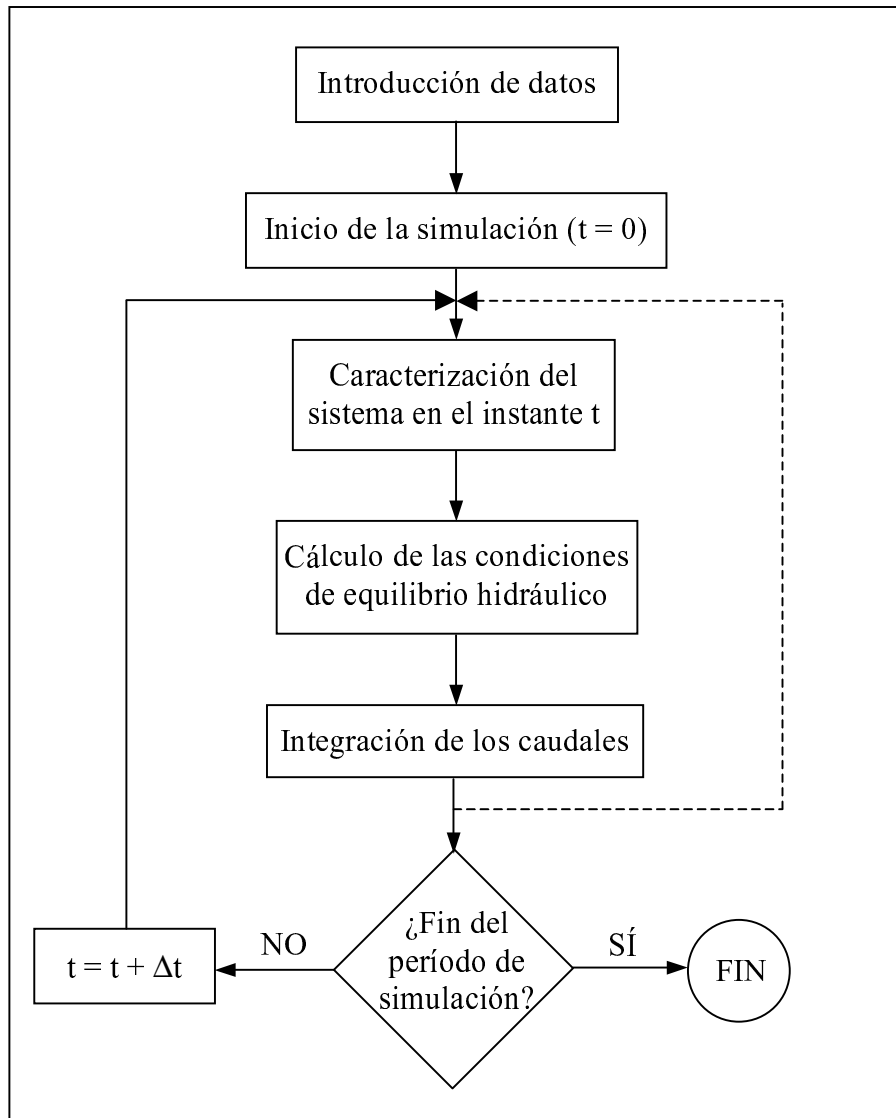 Introducción de datos
Inicio de la simulación (t = 0)
Caracterización del
sistema en el instante t
Cálculo de las condiciones
de equilibrio hidráulico
Integración de los caudales
¿Fin del
período de
simulación?
NO
SÍ
t = t + Δt
FIN